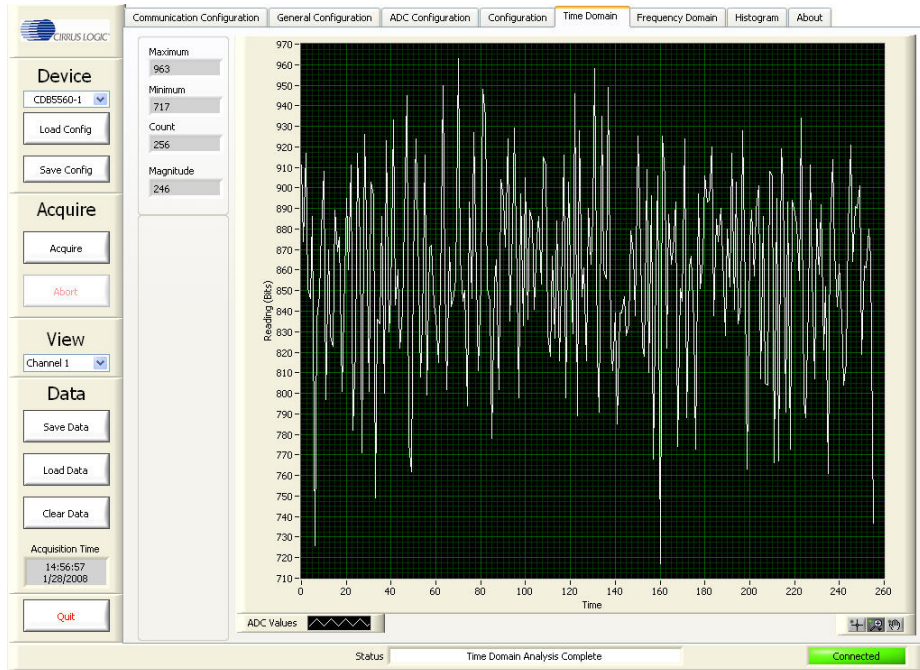 CIRRUS LOGIC
Device
CDB5560-1
Load Config
Save Config
Acquire
Acquire
Abort
View
Channel 1
Data
Save Data
Load Data
Clear Data
Acquisition Time
14:56:57
1/28/2008
Quit
Communication Configuration General Configuration ADC Configuration Configuration Time Domain Frequency Domain Histogram About
Maximum
963
Minimum
717
Count
256
Magnitude
246
970
960
950
940
930
920
910
900
890
880
870
860
850
840
830
820
810
800
790
780
770
760
750
740
730
720
710
Reading (Bits)
0 20 40 60 80 100 120 140 160 180 200 220 240 260
Time
ADC Values
Status Time Domain Analysis Complete Connected